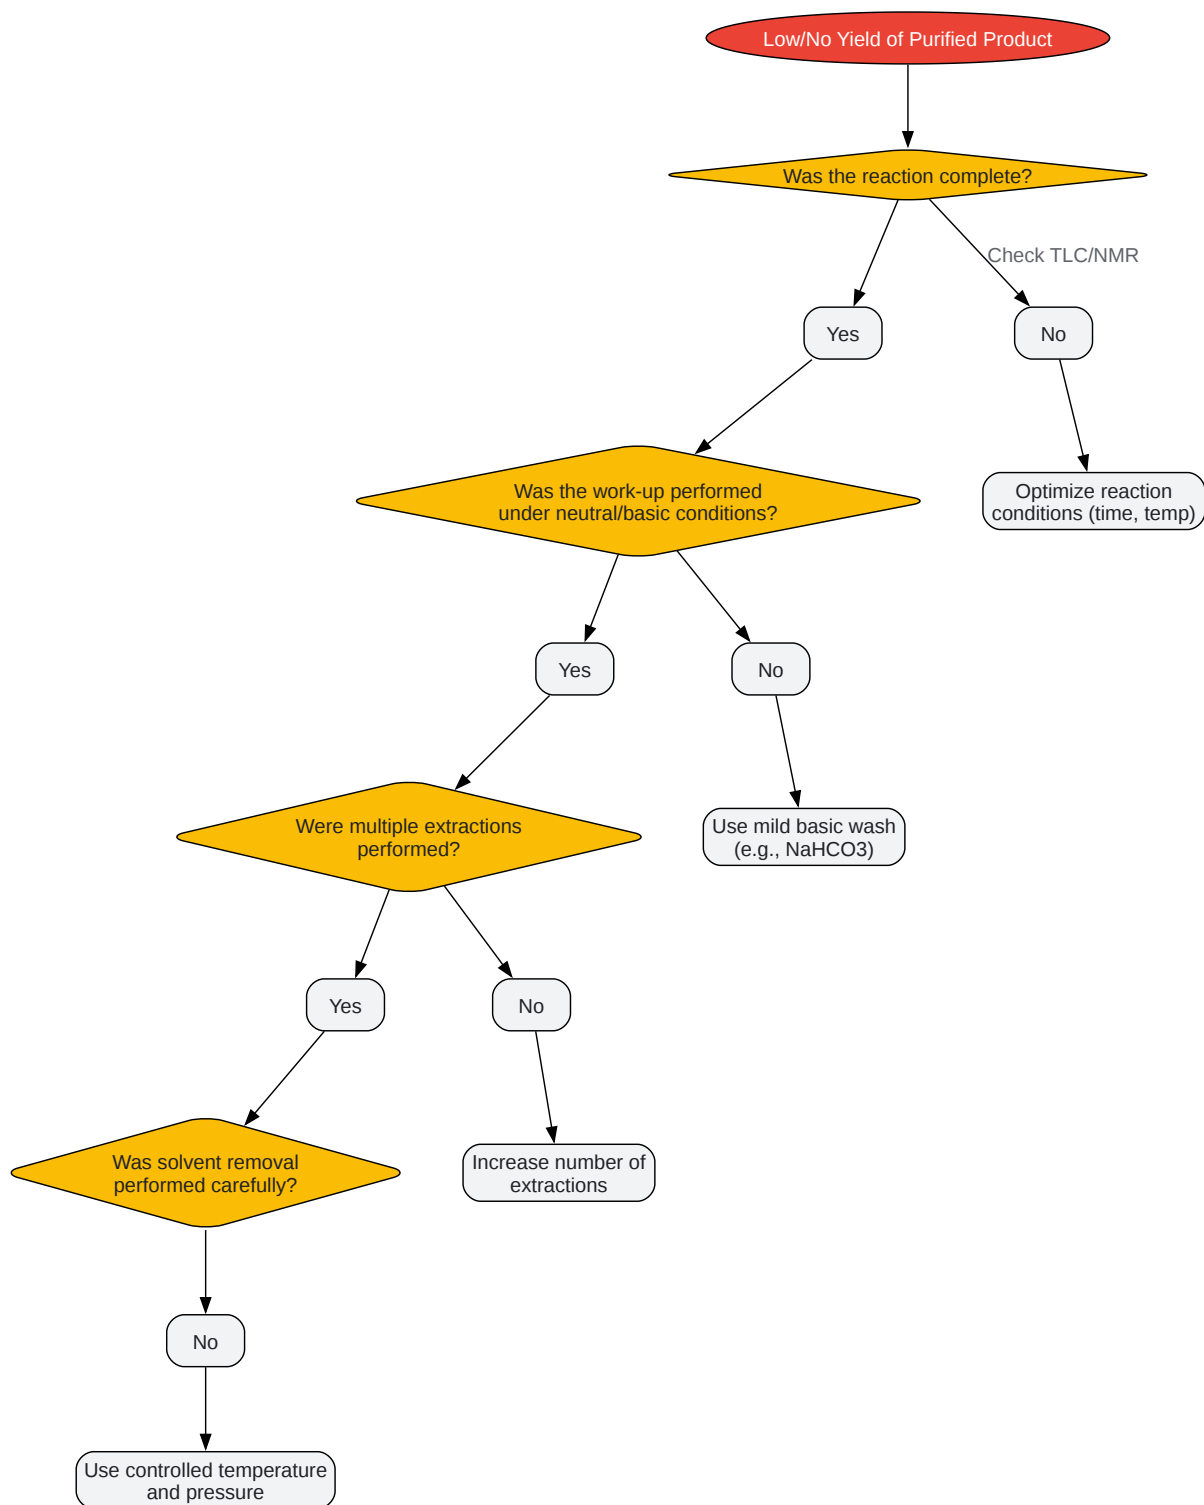 Low/No Yield of Purified Product
Was the reaction complete?
Check TLC/NMR
Yes
No
Was the work-up performed
under neutral/basic conditions?
Optimize reaction
conditions (time, temp)
Yes
No
Were multiple extractions
performed?
Use mild basic wash
(e.g., NaHCO3)
Yes
No
Was solvent removal
performed carefully?
Increase number of
extractions
No
Use controlled temperature
and pressure